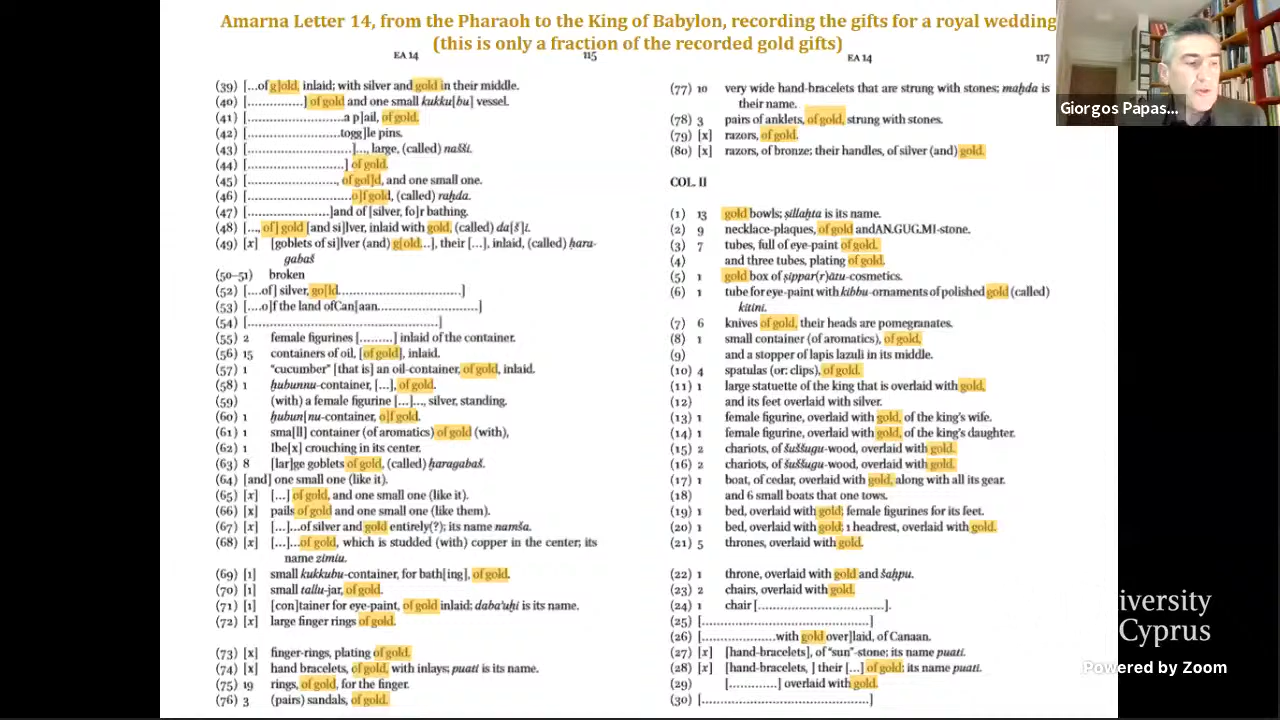 Amarna Letter 14, from the Pharaoh to the King of Babylon, recording the gifts for a royal wedding
(this is only a fraction of the recorded gold gifts)
EA 14 115
(39) […of g]old, inlaid; with silver and gold in their middle.
(40) [...............] of gold and one small kukku[bu] vessel.
(41) [.........................a p]ail, of gold.
(42) [.........................togg]le pins.
(43) [...........................]..., large, (called) našši.
(44) [..........................] of gold.
(45) [........................, of gol]d, and one small one.
(46) [...........................o]f gold, (called) raḫda.
(47) [.....................]and of [silver, fo]r bathing.
(48) […, of] gold [and si]lver, inlaid with gold, (called) da[š]i.
(49) [x] [goblets of si]lver (and) g[old…], their […], inlaid, (called) ḫara-
gabaš
(50–51) broken
(52) [....of] silver, go[ld...............................]
(53) [....o]f the land ofCan[aan.........................]
(54) [................................................]
(55) 2 female figurines [.........] inlaid of the container.
(56) 15 containers of oil, [of gold], inlaid.
(57) 1 “cucumber” [that is] an oil-container, of gold, inlaid.
(58) 1 ḫubunnu-container, […], of gold.
(59) (with) a female figurine […]…, silver, standing.
(60) 1 ḫubun[nu-container, o]f gold.
(61) 1 sma[ll] container (of aromatics) of gold (with),
(62) 1 Ibe[x] crouching in its center.
(63) 8 [lar]ge goblets of gold, (called) ḫaragabaš.
(64) [and] one small one (like it).
(65) [x] […] of gold, and one small one (like it).
(66) [x] pails of gold and one small one (like them).
(67) [x] […]…of silver and gold entirely(?); its name namša.
(68) [x] […]…of gold, which is studded (with) copper in the center; its
name zimiu.
(69) [1] small kukkubu-container, for bath[ing], of gold.
(70) [1] small tallu-jar, of gold.
(71) [1] [con]tainer for eye-paint, of gold inlaid; daba’uḫi is its name.
(72) [x] large finger rings of gold.
(73) [x] finger-rings, plating of gold.
(74) [x] hand bracelets, of gold, with inlays; puati is its name.
(75) 19 rings, of gold, for the finger.
(76) 3 (pairs) sandals, of gold.
EA 14 117
(77) 10 very wide hand-bracelets that are strung with stones; maḫda is
their name.
(78) 3 pairs of anklets, of gold, strung with stones.
(79) [x] razors, of gold.
(80) [x] razors, of bronze; their handles, of silver (and) gold.
COL. II
(1) 13 gold bowls; ṣillaḫta is its name.
(2) 9 necklace-plaques, of gold andAN.GUG.MI-stone.
(3) 7 tubes, full of eye-paint of gold.
(4) and three tubes, plating of gold.
(5) 1 gold box of ṣippar(r)ātu-cosmetics.
(6) 1 tube for eye-paint with kibbu-ornaments of polished gold (called)
kitini.
(7) 6 knives of gold, their heads are pomegranates.
(8) 1 small container (of aromatics), of gold,
(9) and a stopper of lapis lazuli in its middle.
(10) 4 spatulas (or: clips), of gold.
(11) 1 large statuette of the king that is overlaid with gold,
(12) and its feet overlaid with silver.
(13) 1 female figurine, overlaid with gold, of the king’s wife.
(14) 1 female figurine, overlaid with gold, of the king’s daughter.
(15) 2 chariots, of šuššugu-wood, overlaid with gold.
(16) 2 chariots, of šuššugu-wood, overlaid with gold.
(17) 1 boat, of cedar, overlaid with gold, along with all its gear.
(18) and 6 small boats that one tows.
(19) 1 bed, overlaid with gold; female figurines for its feet.
(20) 1 bed, overlaid with gold; 1 headrest, overlaid with gold.
(21) 5 thrones, overlaid with gold.
(22) 1 throne, overlaid with gold and šaḫpu.
(23) 2 chairs, overlaid with gold.
(24) 1 chair [................................].
(25) [..........................................]
(26) [..................with gold over]laid, of Canaan.
(27) [x] [hand-bracelets], of “sun”-stone; its name puati.
(28) [x] [hand-bracelets, ] their […] of gold; its name puati.
(29) [............] overlaid with gold.
(30) [..........................................]
Giorgos Papas...
iversity
Cyprus
Powered by Zoom